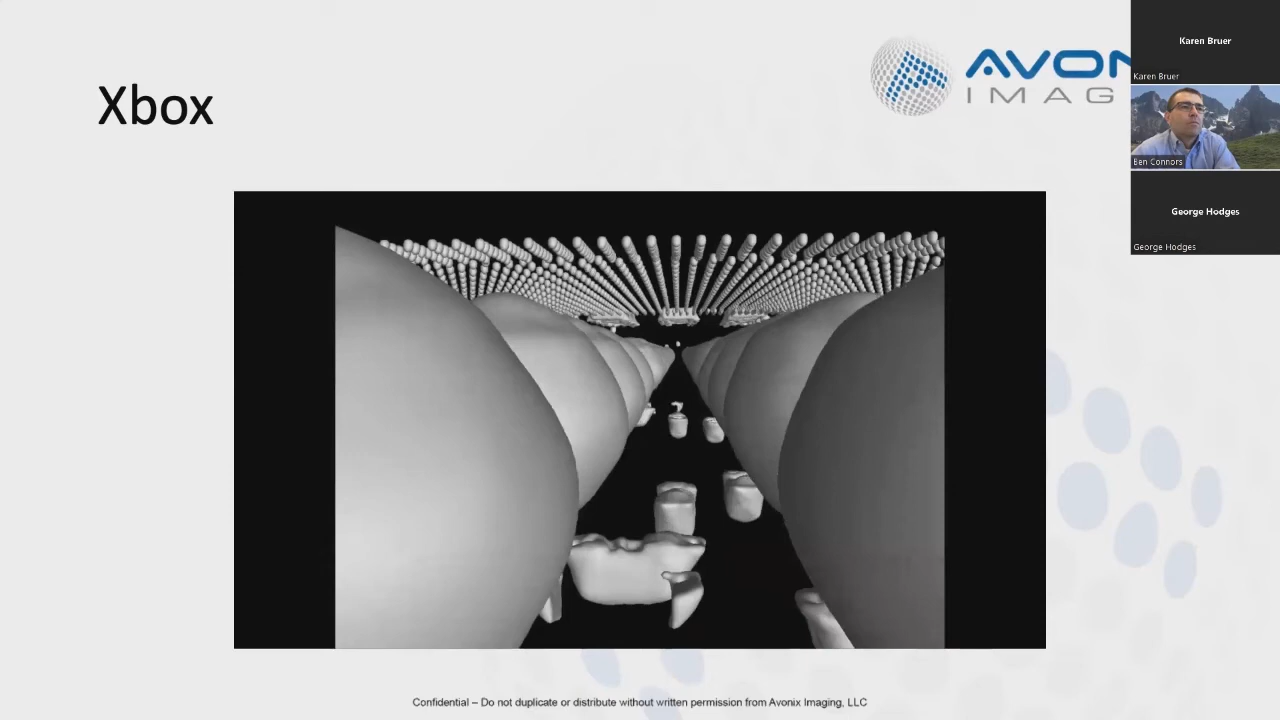 Xbox
AVON
IMAG
Karen Bruer
Karen Bruer
Ben Connors
George Hodges
George Hodges
Confidential – Do not duplicate or distribute without written permission from Avonix Imaging, LLC